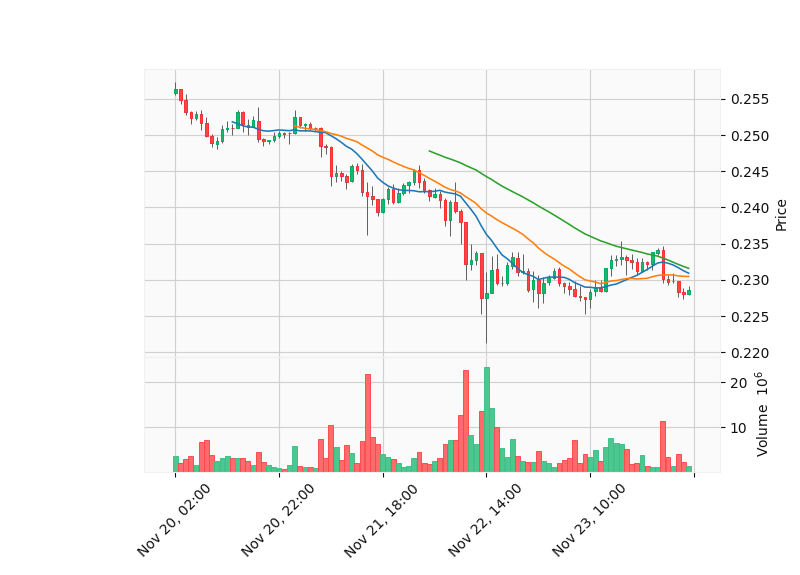 0.255
0.250
0.245
0.240
0.235
0.230
0.225
0.220
Price
20
10
Volume 10⁶
Nov 20, 02:00
Nov 20, 22:00
Nov 21, 18:00
Nov 22, 14:00
Nov 23, 10:00